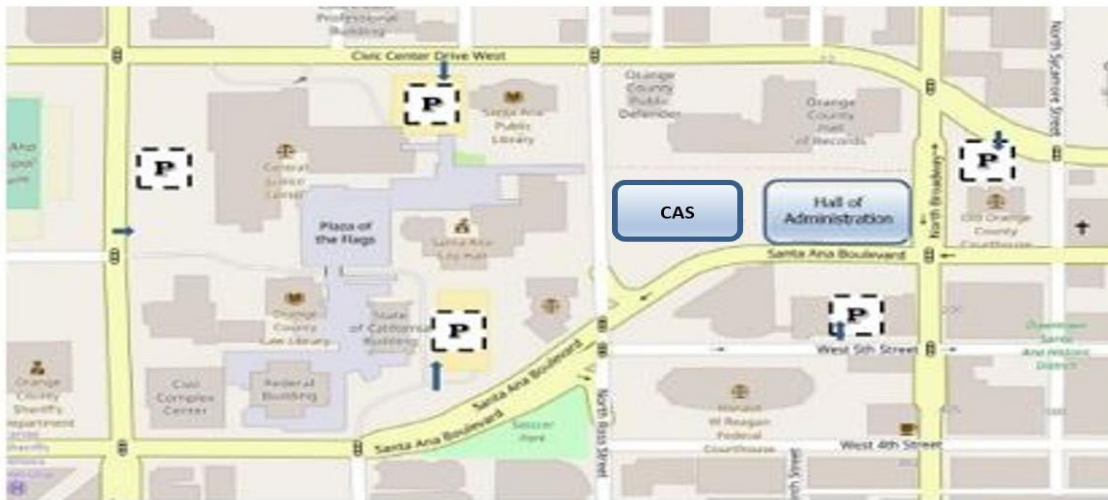 Professional
Building
Civic Center Drive West
P
Santa Ana
Public
Library
Orange
County
Public
Defender
Orange
County
Hall
of Records
North Sycamore Street
P
P
Central
Plaza of
the Flags
Santa Ana
City Hall
CAS
Hall of
Administration
North Broadway
Old Orange
County
Courthouse
Santa Ana Boulevard
Orange
County
Law Library
State
of California
Building
P
P
West 5th Street
Downtown
Santa
Ana Historic
District
Orange
County
Sheriff's
Department
Civic
Complex
Center
Federal
Building
Santa Ana Boulevard
Santa Ana Boulevard
North Ross Street
Ronald
W Reagan
Federal
Courthouse
West 4th Street